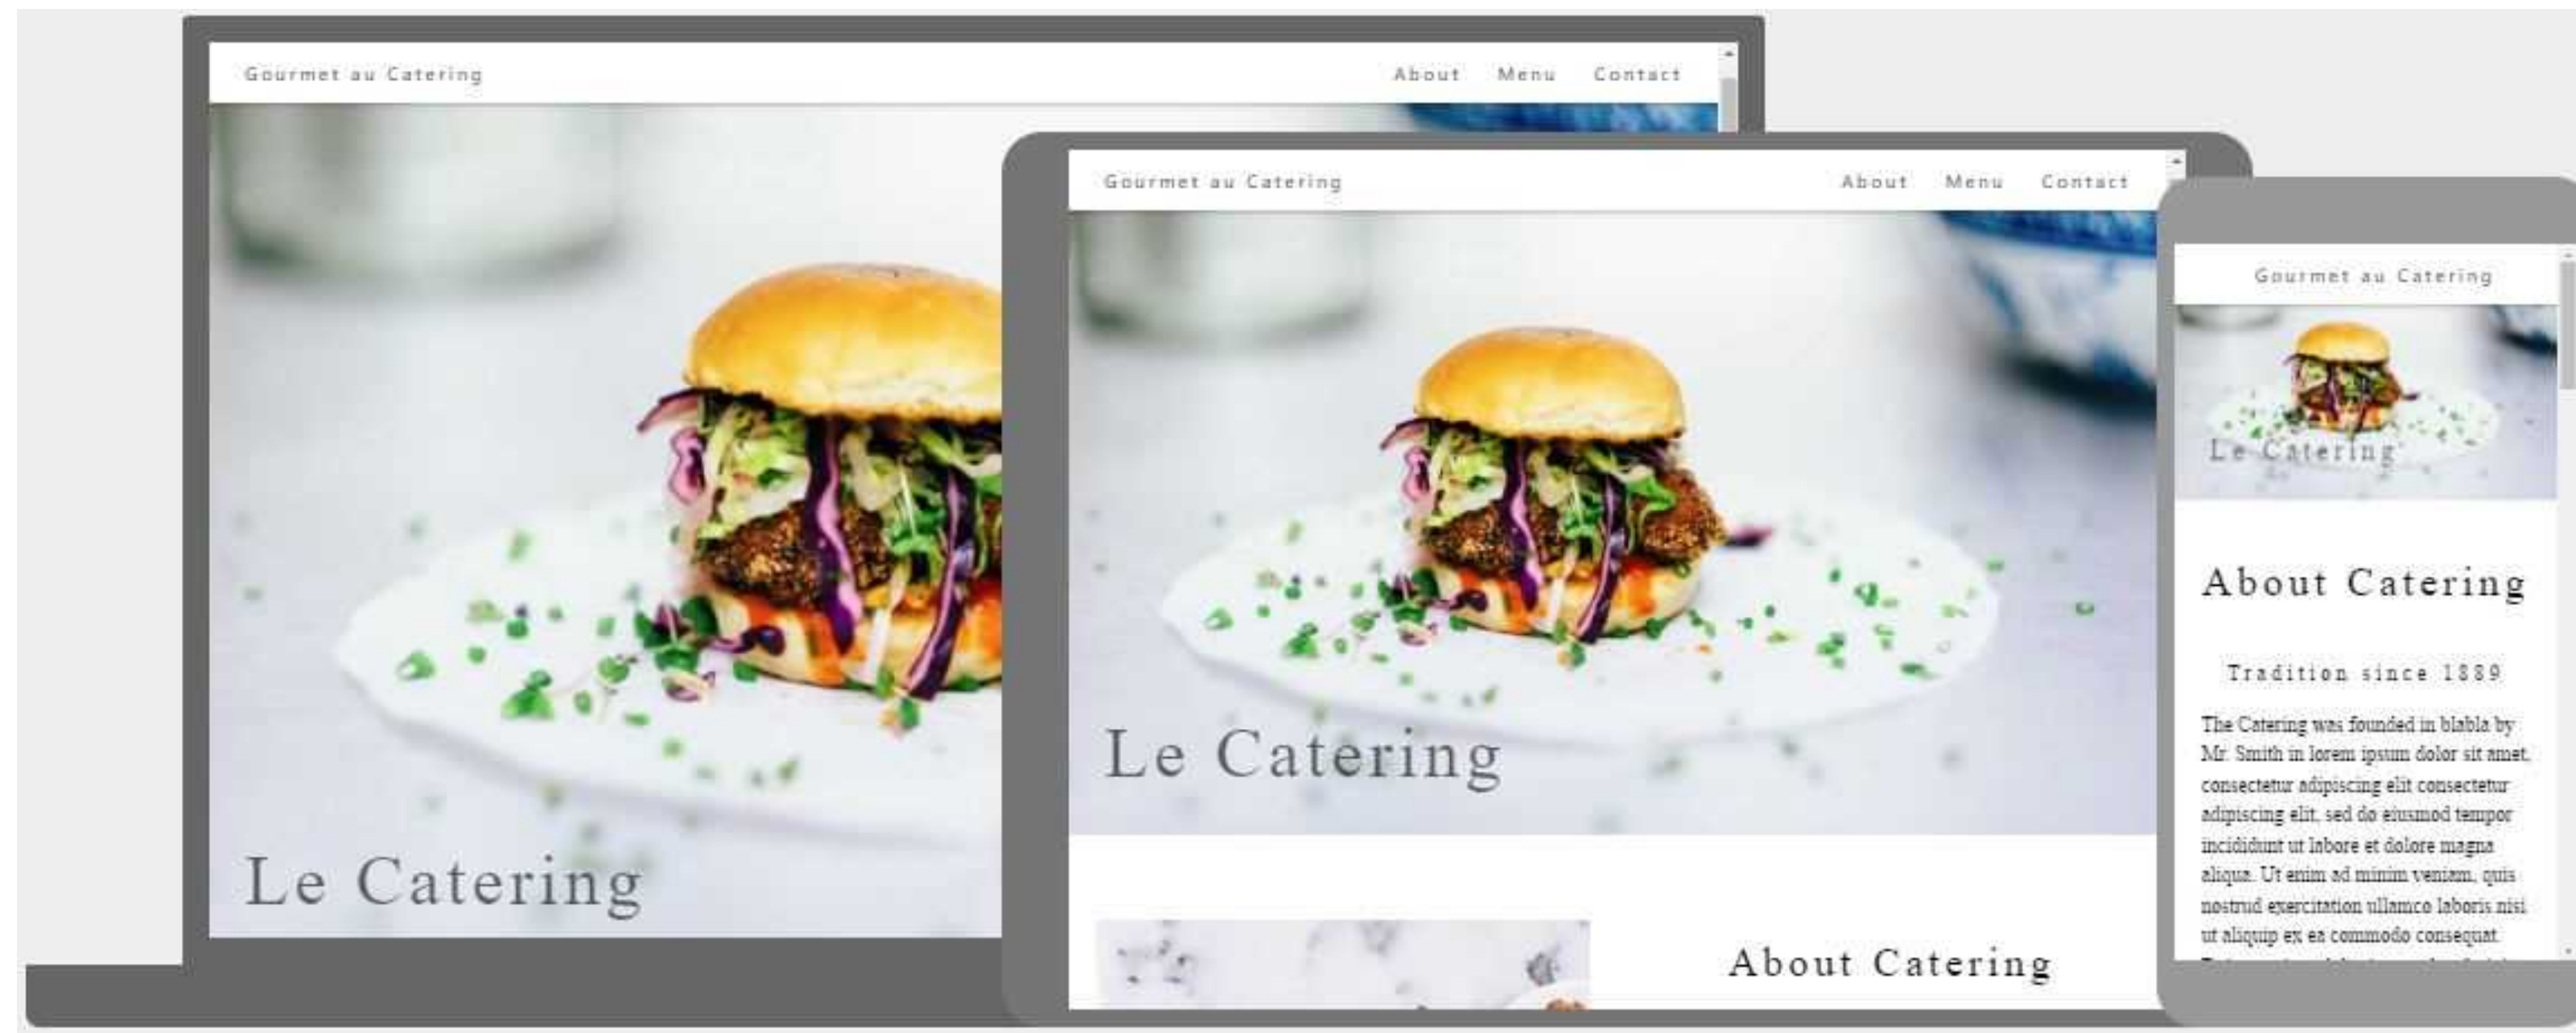 Gourmet au Catering
About Menu Contact
Le Catering
Gourmet au Catering
About Menu Contact
Le Catering
About Catering
Gourmet au Catering
Le Catering
About Catering
Tradition since 1889
The Catering was founded in blabla by
Mr. Smith in lorem ipsum dolor sit amet,
consectetur adipiscing elit consectetur
adipiscing elit, sed do eiusmod tempor
incididunt ut labore et dolore magna
aliqua. Ut enim ad minim veniam, quis
nostrud exercitation ullamco laboris nisi
ut aliquip ex ea commodo consequat.